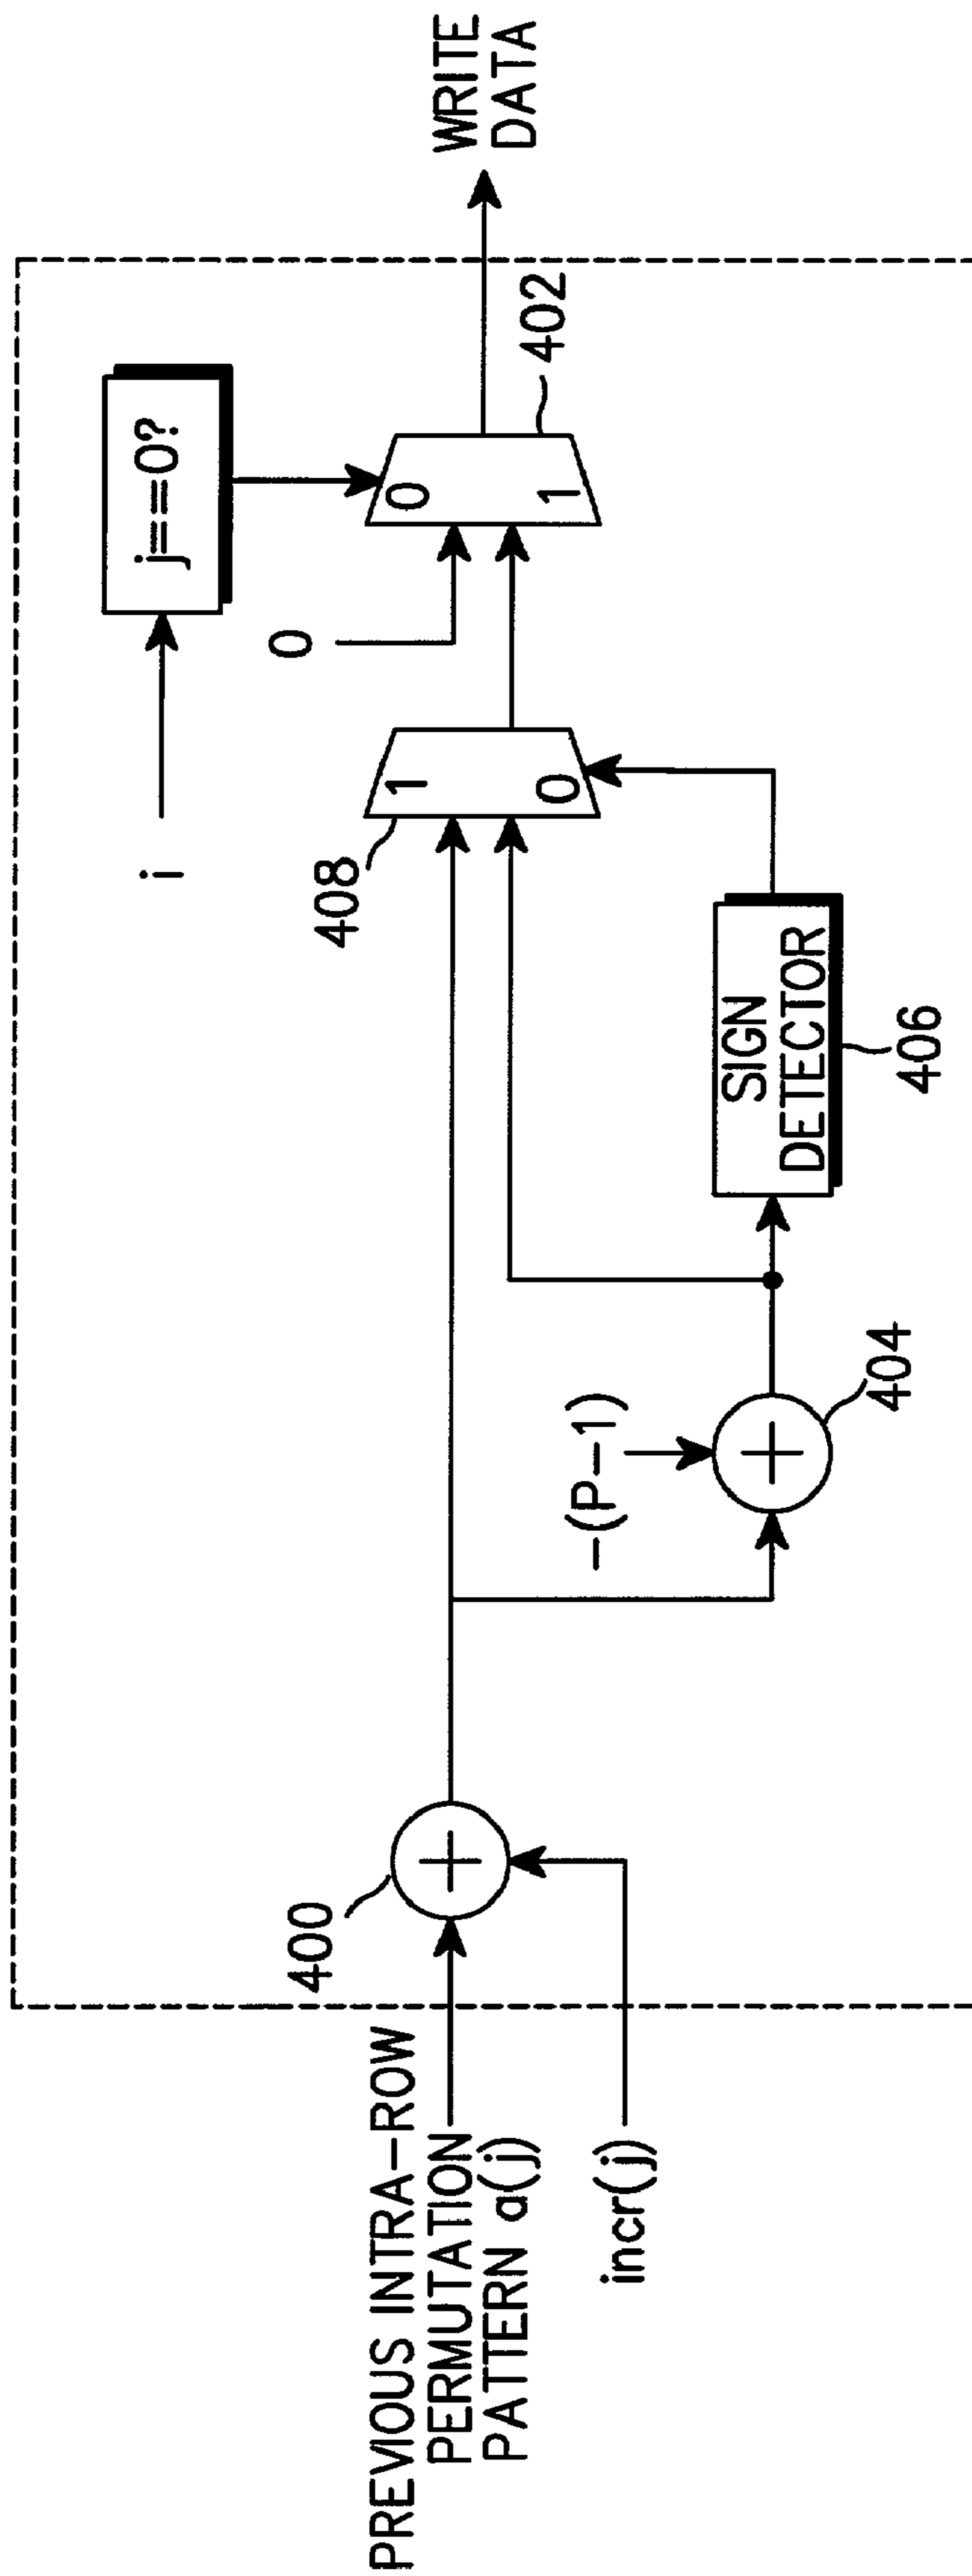 PREVIOUS INTRA-ROW
PERMUTATION
PATTERN a(j)
incr(j)
400
-(P-1)
404
SIGN
DETECTOR
406
408
1
0
i
j==0?
0
0
1
402
WRITE
DATA